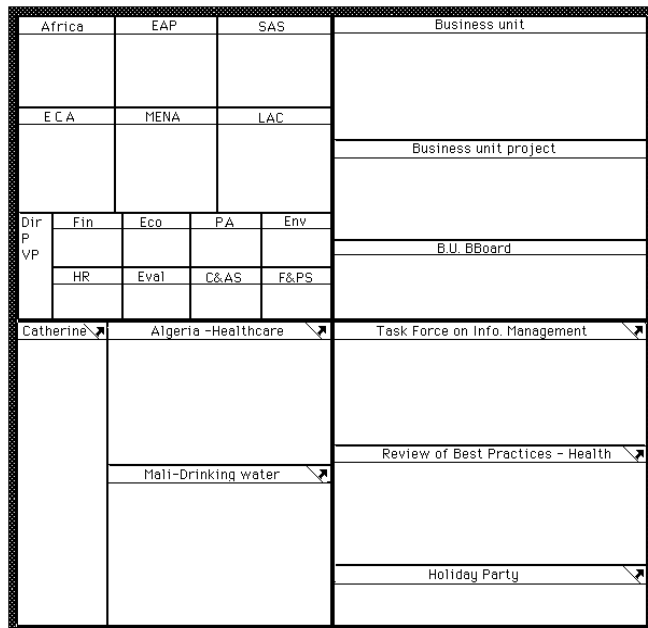 Africa
EAP
SAS
ECA
MENA
LAC
Dir
P
VP
Fin
Eco
PA
Env
HR
Eval
C&AS
F&PS
Business unit
Business unit project
B.U. BBoard
Catherine
Algeria -Healthcare
Mali-Drinking water
Task Force on Info. Management
Review of Best Practices - Health
Holiday Party